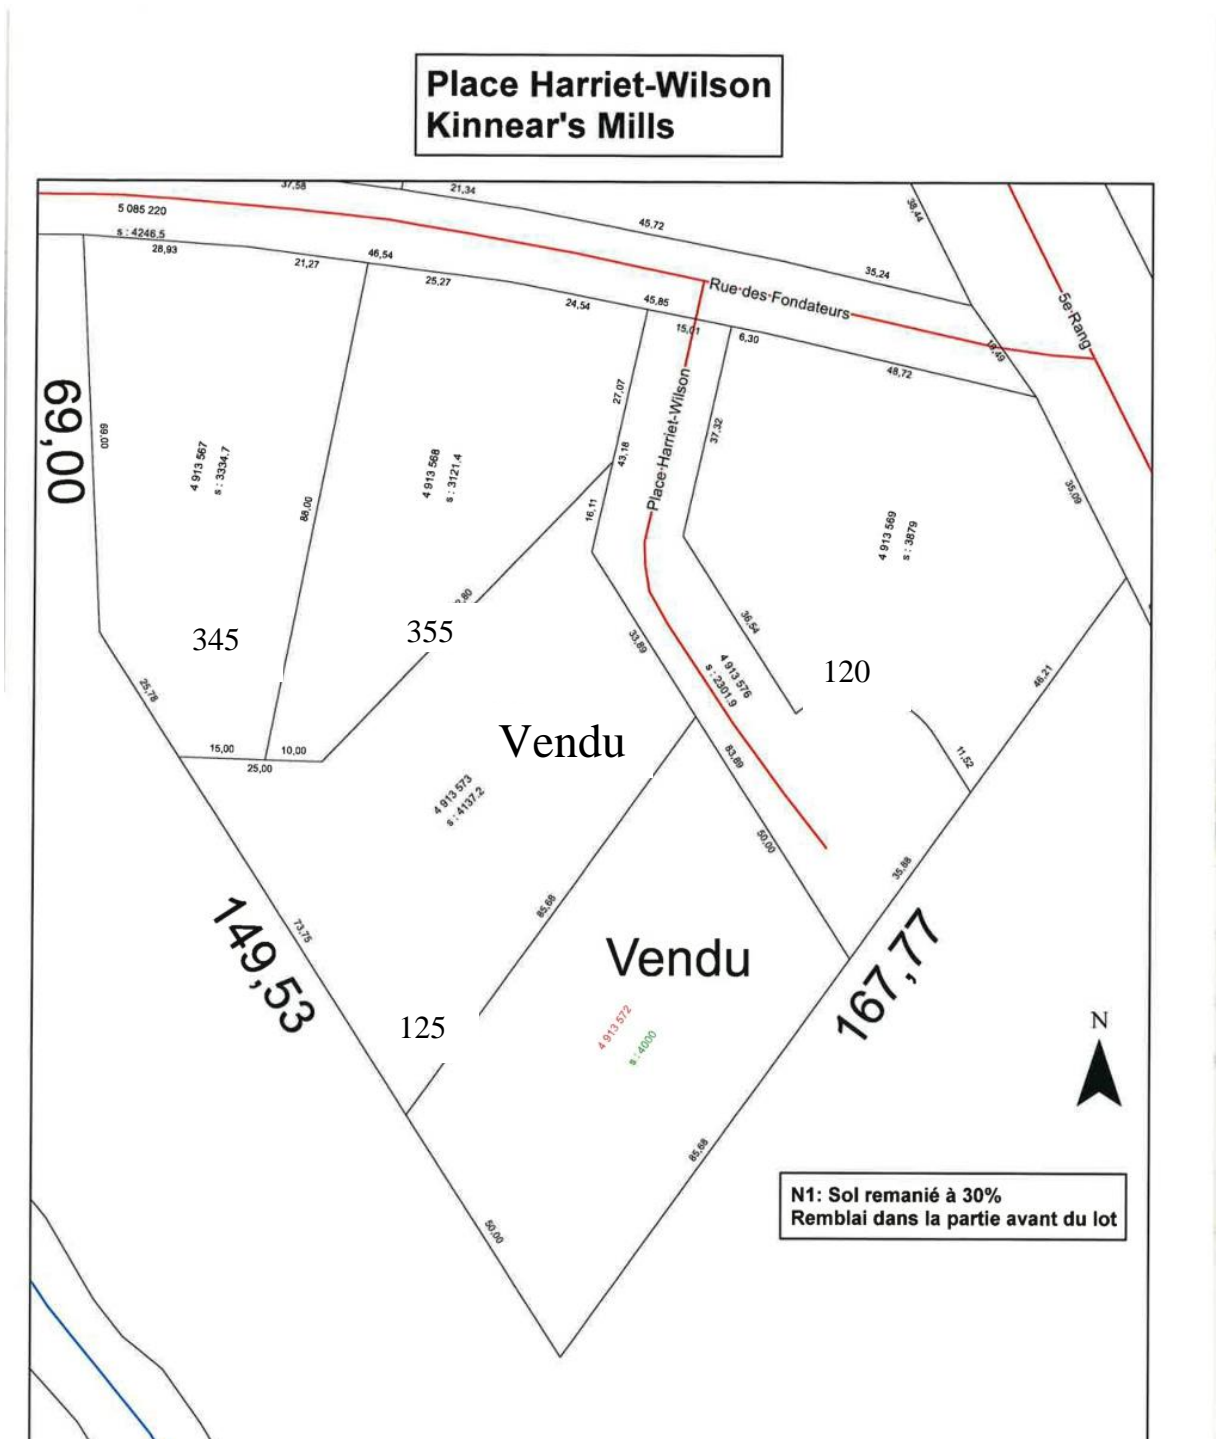 Place Harriet-Wilson
Kinnear's Mills
37,58
21,34
5 085 220
s : 4246.5
28,93
21,27
46,54
25,27
24,54
45,72
45,85
15,01
6,30
35,24
38,44
Rue des Fondateurs
5e Rang
18,49
48,72
69,00
69,00
4 913 567
s : 3334.7
88,00
4 913 568
s : 3121.4
27,07
43,18
16,11
Place Harriet-Wilson
37,32
4 913 569
s : 3879
35,09
345
355
33,89
36,54
4 913 576
s : 2301.9
120
46,21
25,78
15,00
10,00
25,00
Vendu
4 913 573
s : 4137.2
83,89
11,52
50,00
35,88
149,53
73,75
85,68
Vendu
167,77
125
4 913 572
s : 4000
N
85,68
50,00
N1: Sol remanié à 30%
Remblai dans la partie avant du lot